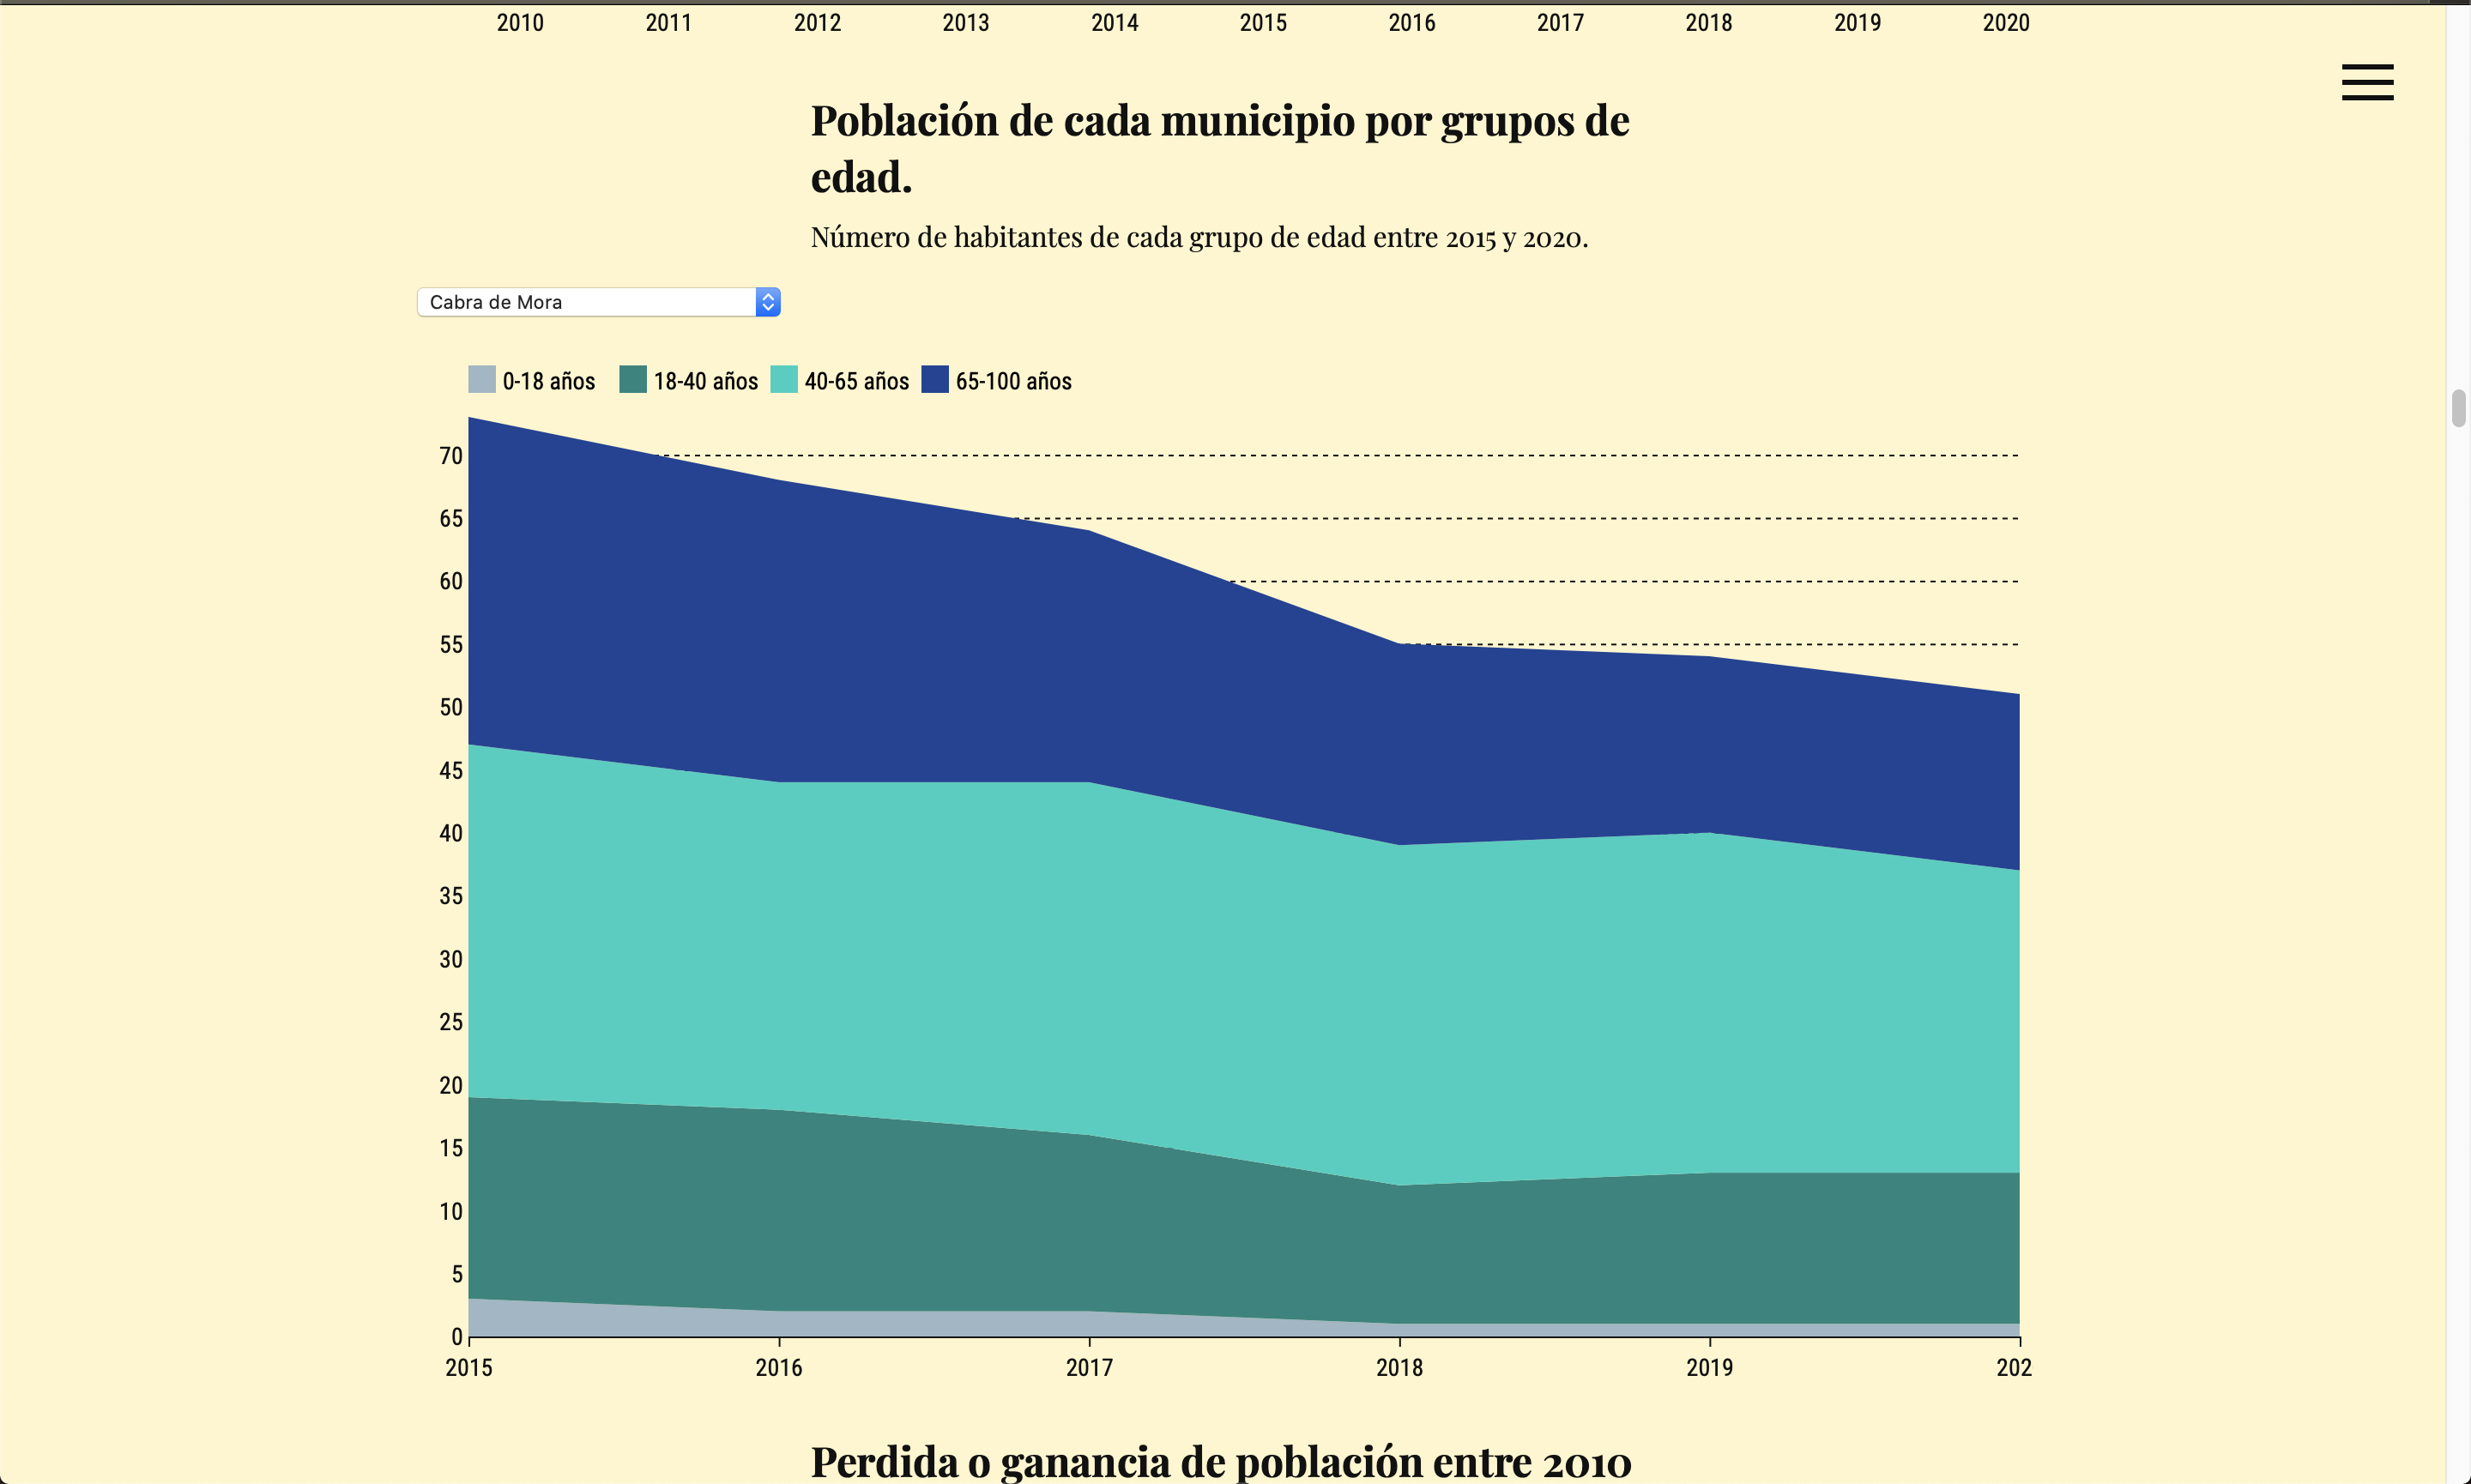 2010 2011 2012 2013 2014 2015 2016 2017 2018 2019 2020
Población de cada municipio por grupos de
edad.
Número de habitantes de cada grupo de edad entre 2015 y 2020.
Cabra de Mora
0-18 años 18-40 años 40-65 años 65-100 años
70
65
60
55
50
45
40
35
30
25
20
15
10
5
0
2015 2016 2017 2018 2019 202
Perdida o ganancia de población entre 2010